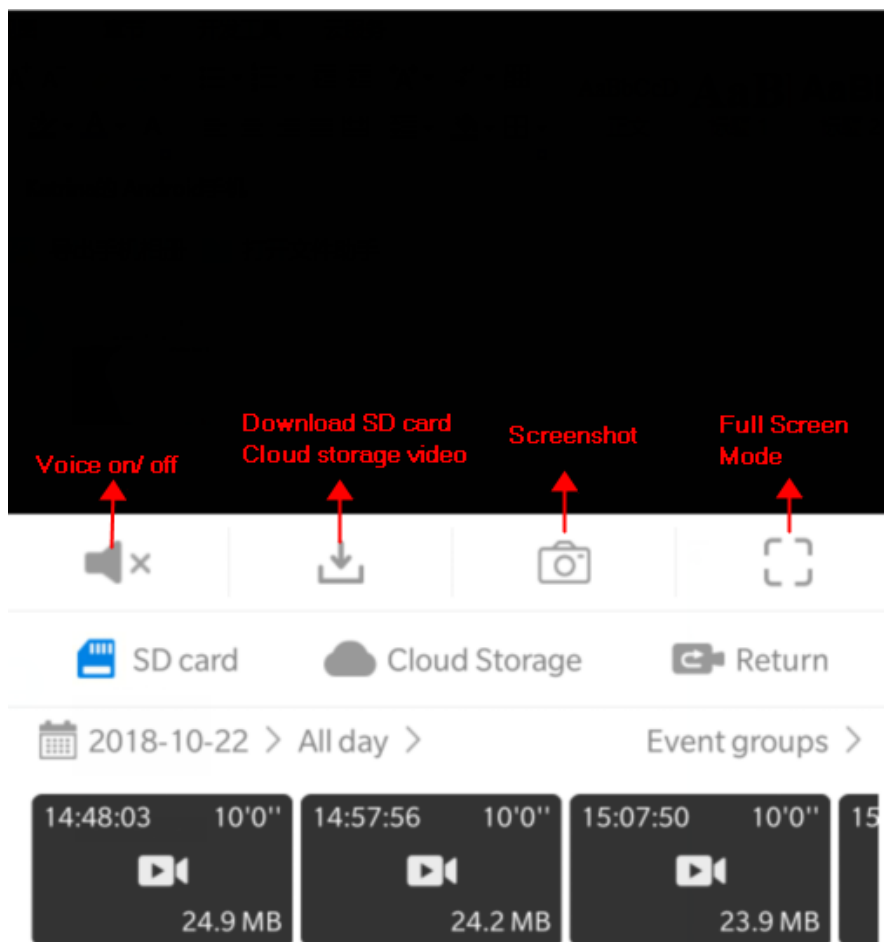 Download SD card
Cloud storage video
Screenshot
Full Screen
Mode
Voice on/ off
SD card
Cloud Storage
Return
2018-10-22 > All day >
Event groups >
14:48:03 10'0''
24.9 MB
14:57:56 10'0''
24.2 MB
15:07:50 10'0''
23.9 MB
15